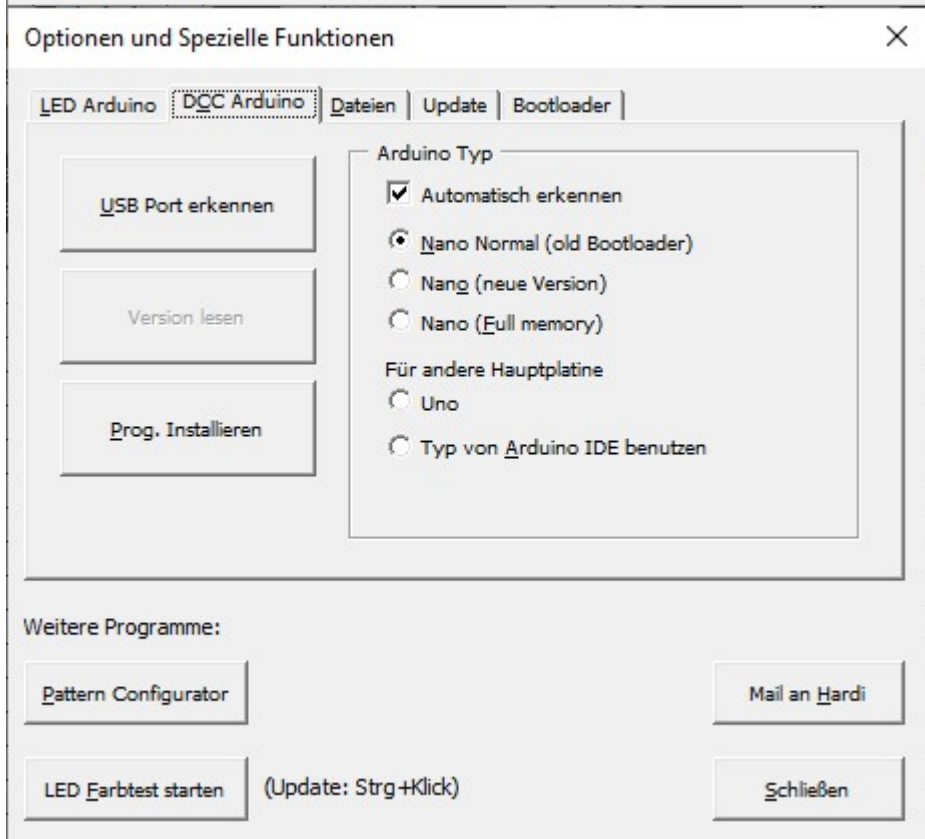 Optionen und Spezielle Funktionen
LED Arduino
DCC Arduino
Dateien
Update
Bootloader
USB Port erkennen
Version lesen
Prog. Installieren
Arduino Typ
Automatisch erkennen
Nano Normal (old Bootloader)
Nano (neue Version)
Nano (Full memory)
Für andere Hauptplatine
Uno
Typ von Arduino IDE benutzen
Weitere Programme:
Pattern Configurator
Mail an Hardi
LED Farbtest starten
(Update: Strg+Klick)
Schließen